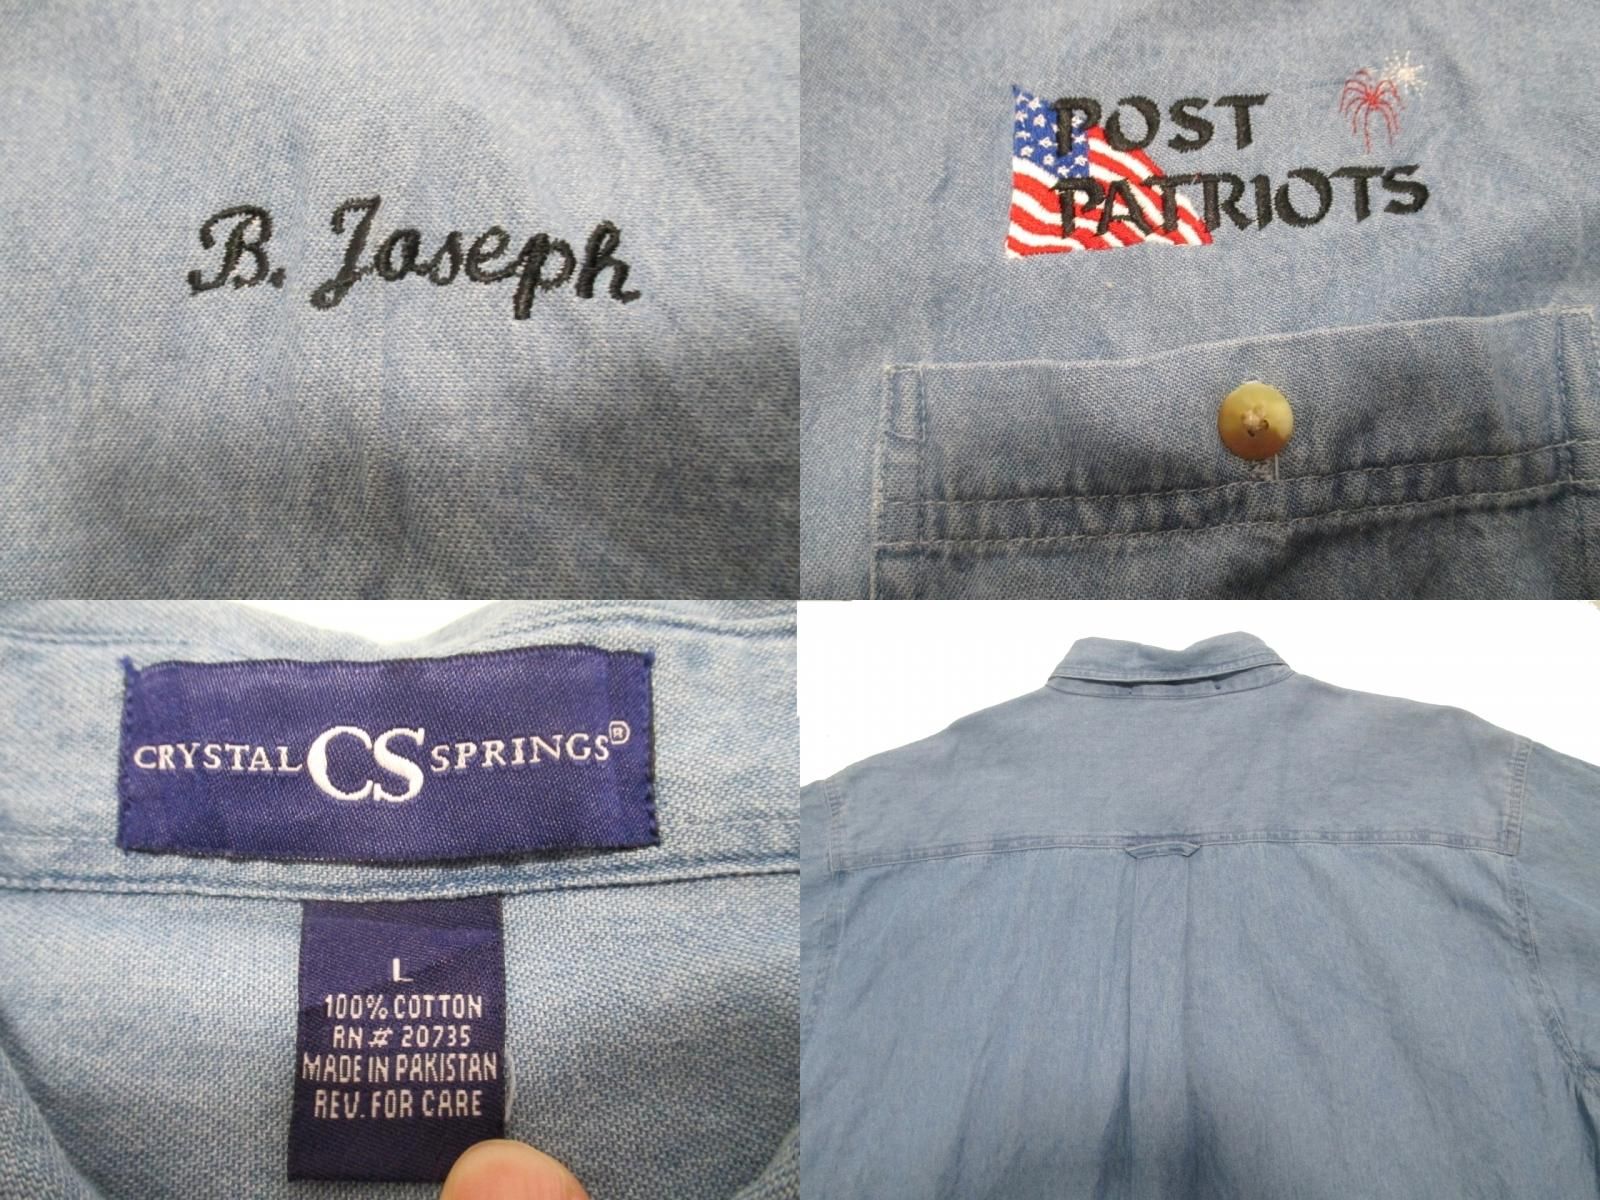 B. Joseph
POST
PATRIOTS
CRYSTAL CS SPRINGS®
L
100% COTTON
RN # 20735
MADE IN PAKISTAN
REV. FOR CARE